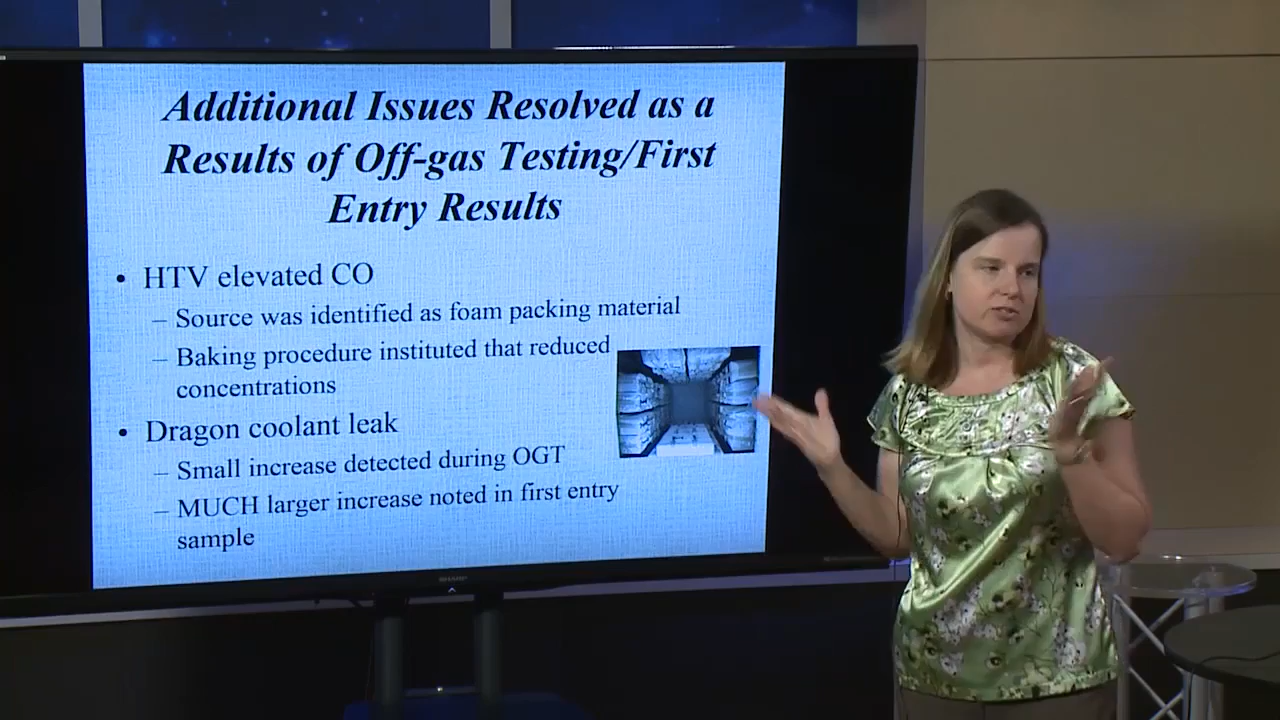 Additional Issues Resolved as a
Results of Off-gas Testing/First
Entry Results
• HTV elevated CO
– Source was identified as foam packing material
– Baking procedure instituted that reduced
concentrations
• Dragon coolant leak
– Small increase detected during OGT
– MUCH larger increase noted in first entry
sample
SHARP